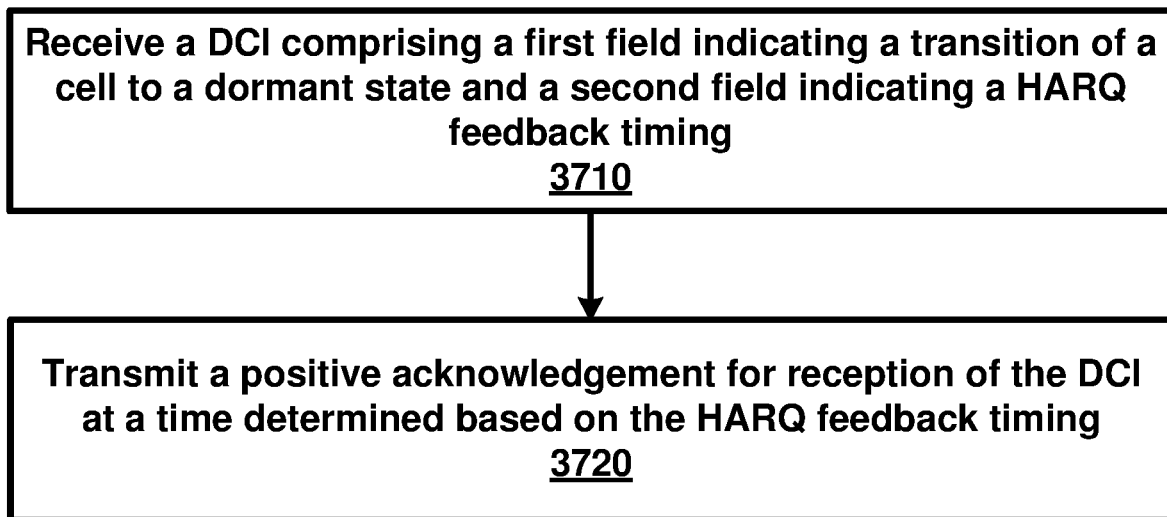 Receive a DCI comprising a first field indicating a transition of a
cell to a dormant state and a second field indicating a HARQ
feedback timing
3710
Transmit a positive acknowledgement for reception of the DCI
at a time determined based on the HARQ feedback timing
3720